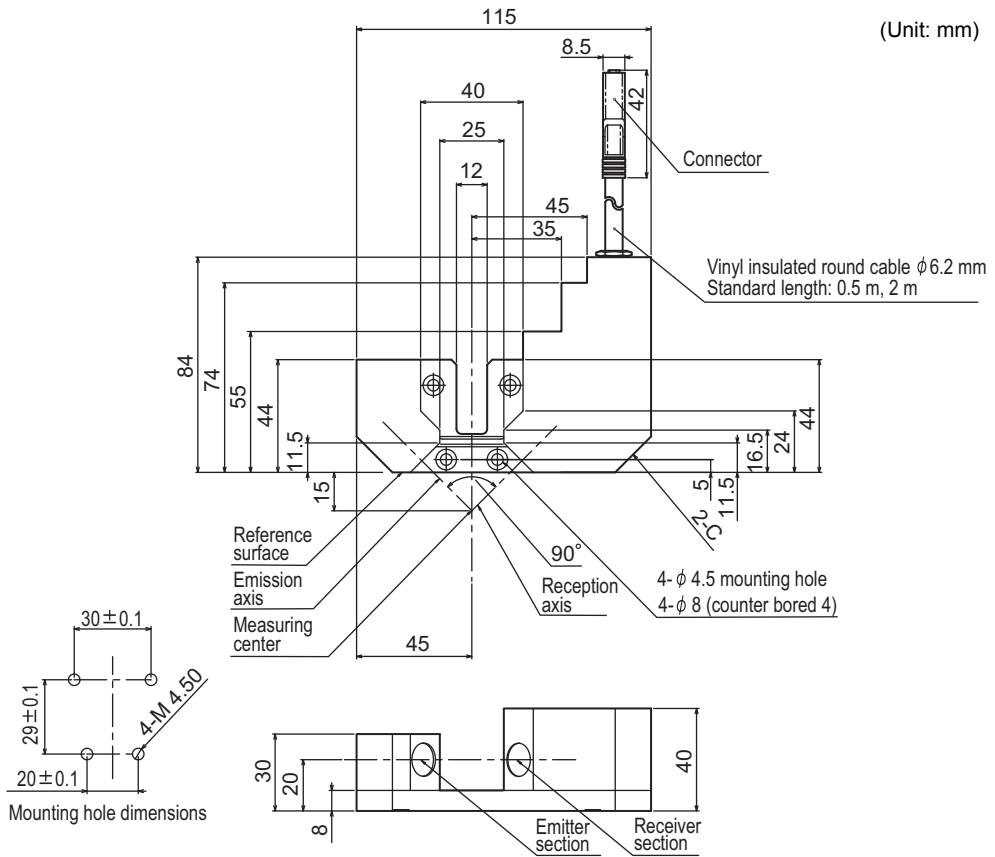 115
(Unit: mm)
8.5
42
40
25
12
45
35
Connector
Vinyl insulated round cable ϕ6.2 mm
Standard length: 0.5 m, 2 m
84
74
55
44
11.5
15
44
24
16.5
5
11.5
2-C
Reference
surface
Emission
axis
Measuring
center
90°
Reception
axis
4-ϕ 4.5 mounting hole
4-ϕ 8 (counter bored 4)
45
30±0.1
29±0.1
4-M 4.50
20±0.1
Mounting hole dimensions
30
20
8
40
Emitter
section
Receiver
section